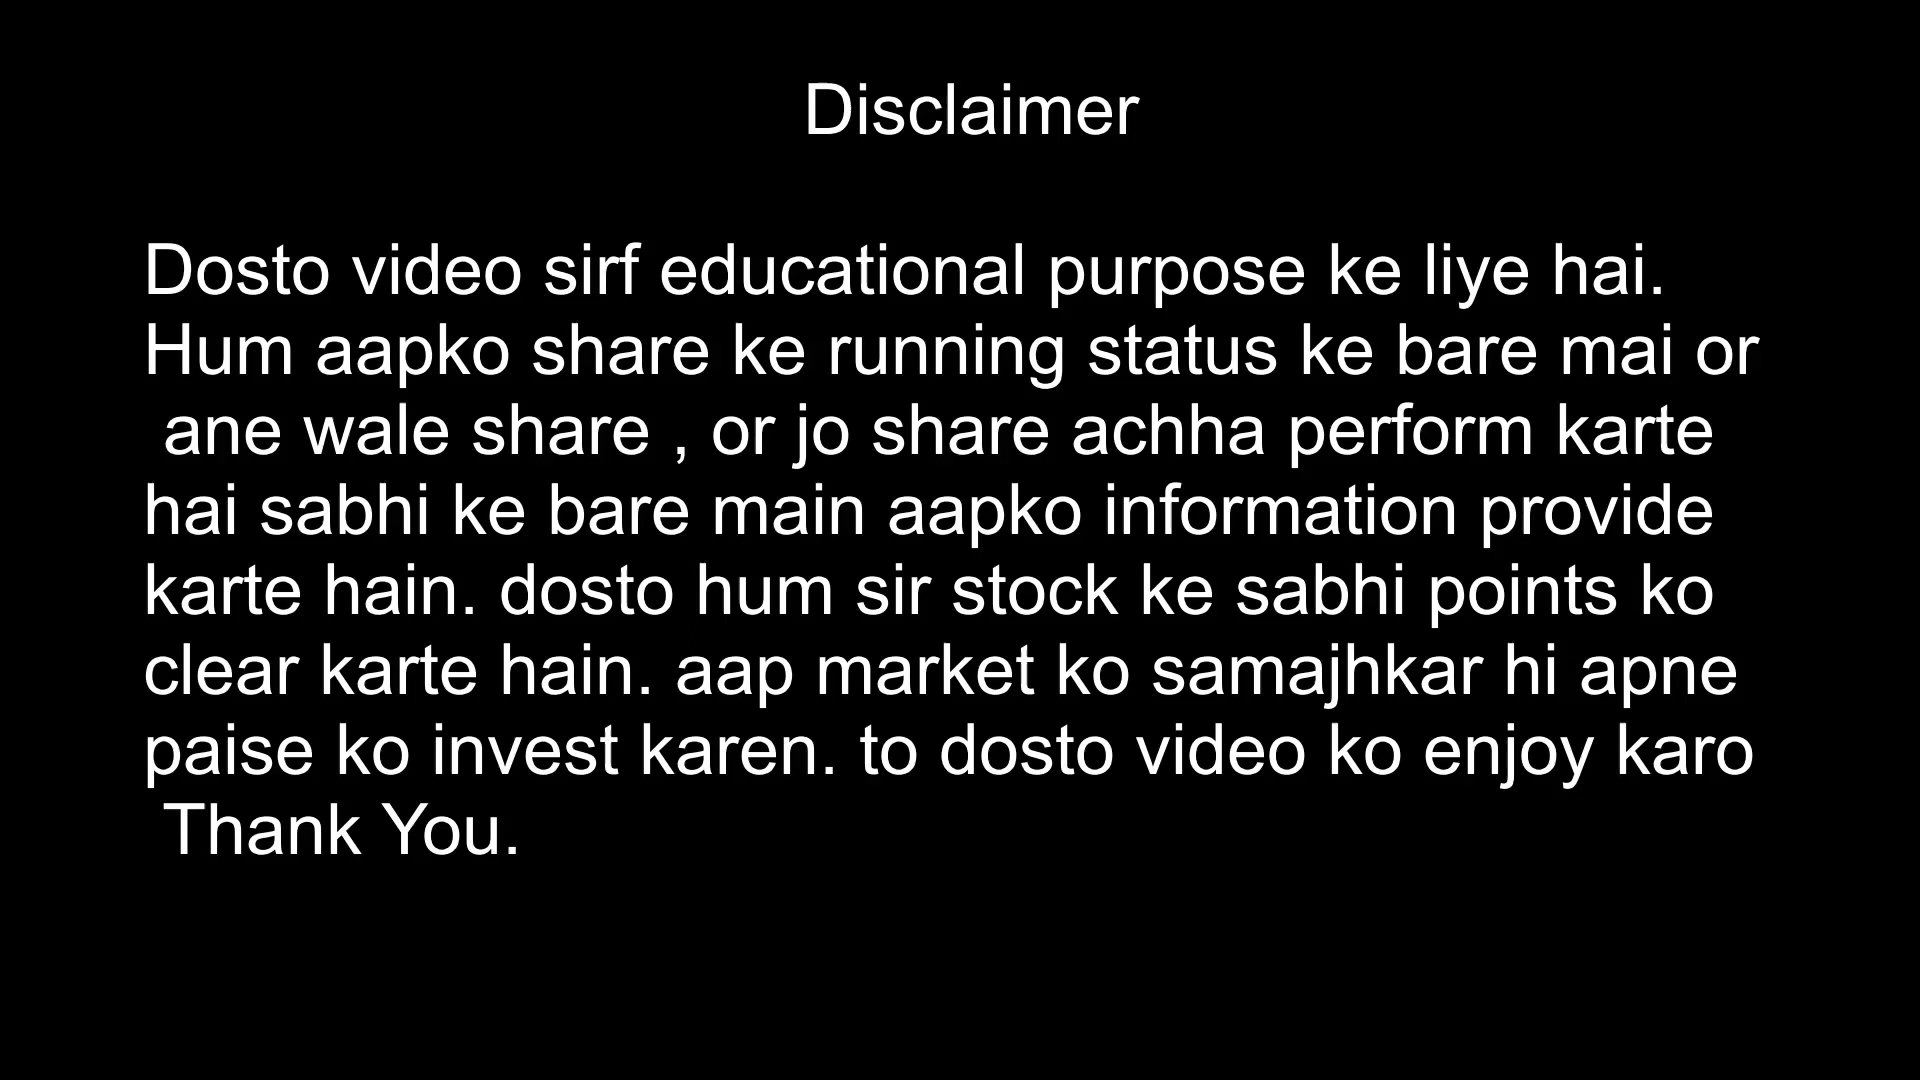 Disclaimer
Dosto video sirf educational purpose ke liye hai.
Hum aapko share ke running status ke bare mai or
ane wale share , or jo share achha perform karte
hai sabhi ke bare main aapko information provide
karte hain. dosto hum sir stock ke sabhi points ko
clear karte hain. aap market ko samajhkar hi apne
paise ko invest karen. to dosto video ko enjoy karo
Thank You.